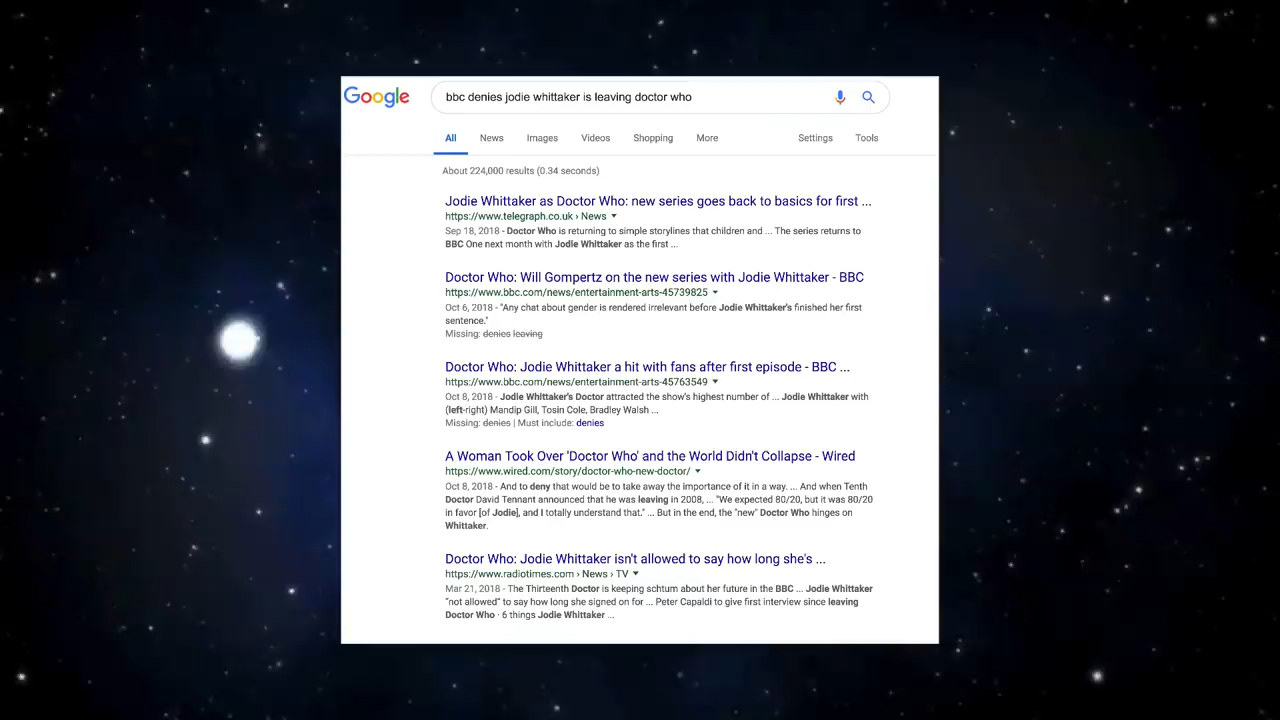 Google
bbc denies jodie whittaker is leaving doctor who
All News Images Videos Shopping More Settings Tools
About 224,000 results (0.34 seconds)
Jodie Whittaker as Doctor Who: new series goes back to basics for first ...
https://www.telegraph.co.uk › News
Sep 18, 2018 - Doctor Who is returning to simple storylines that children and ... The series returns to
BBC One next month with Jodie Whittaker as the first ...
Doctor Who: Will Gompertz on the new series with Jodie Whittaker - BBC
https://www.bbc.com/news/entertainment-arts-45739825
Oct 6, 2018 - "Any chat about gender is rendered irrelevant before Jodie Whittaker's finished her first
sentence."
Missing: denies leaving
Doctor Who: Jodie Whittaker a hit with fans after first episode - BBC ...
https://www.bbc.com/news/entertainment-arts-45763549
Oct 8, 2018 - Jodie Whittaker's Doctor attracted the show's highest number of ... Jodie Whittaker with
(left-right) Mandip Gill, Tosin Cole, Bradley Walsh ...
Missing: denies | Must include: denies
A Woman Took Over 'Doctor Who' and the World Didn't Collapse - Wired
https://www.wired.com/story/doctor-who-new-doctor/
Oct 8, 2018 - And to deny that would be to take away the importance of it in a way. ... And when Tenth
Doctor David Tennant announced that he was leaving in 2008, ... "We expected 80/20, but it was 80/20
in favor [of Jodie], and I totally understand that." ... But in the end, the "new" Doctor Who hinges on
Whittaker.
Doctor Who: Jodie Whittaker isn't allowed to say how long she's ...
https://www.radiotimes.com › News › TV
Mar 21, 2018 - The Thirteenth Doctor is keeping schtum about her future in the BBC ... Jodie Whittaker
"not allowed" to say how long she signed on for ... Peter Capaldi to give first interview since leaving
Doctor Who · 6 things Jodie Whittaker ...